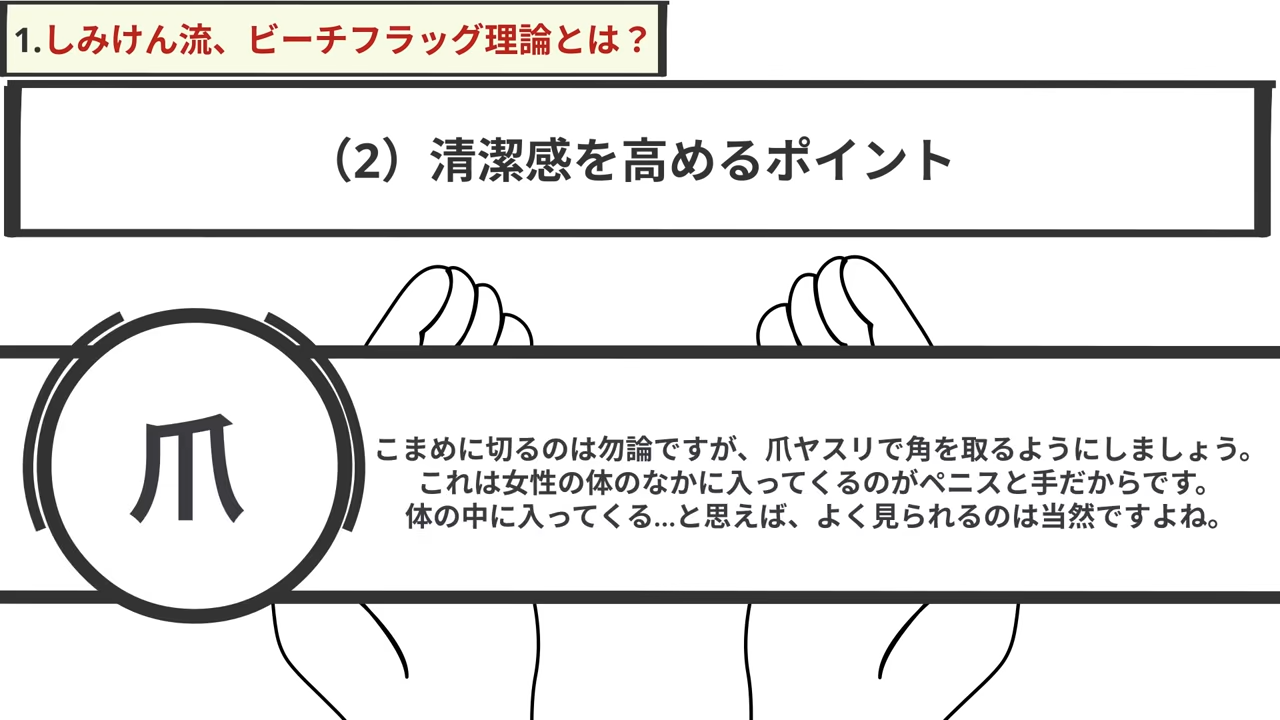 1.しみけん流、ビーチフラッグ理論とは？
（2）清潔感を高めるポイント
爪
こまめに切るのは勿論ですが、爪ヤスリで角を取るようにしましょう。
これは女性の体のなかに入ってくるのがペニスと手だからです。
体の中に入ってくる...と思えば、よく見られるのは当然ですよね。